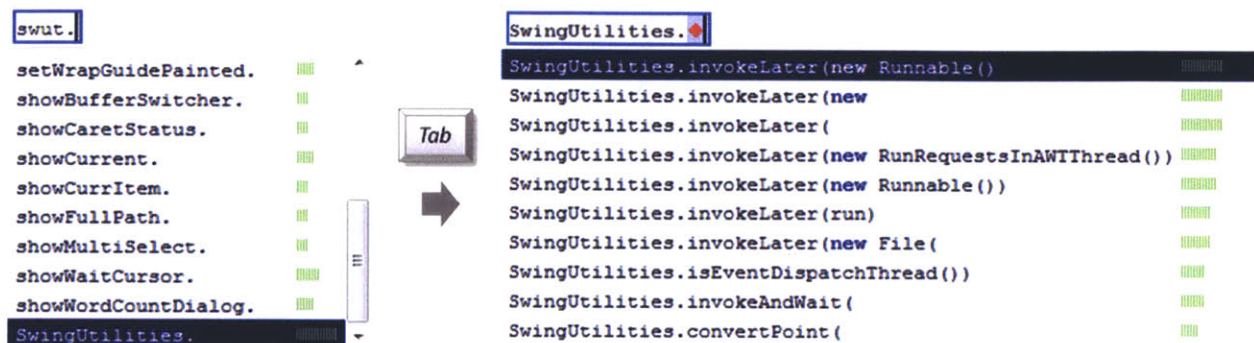 swut.
setWrapGuidePainted.
showBufferSwitcher.
showCaretStatus.
showCurrent.
showCurrItem.
showFullPath.
showMultiSelect.
showWaitCursor.
showWordCountDialog.
SwingUtilities.
Tab
SwingUtilities.
SwingUtilities.invokeLater(new Runnable()
SwingUtilities.invokeLater(new
SwingUtilities.invokeLater(
SwingUtilities.invokeLater(new RunRequestsInAWTThread())
SwingUtilities.invokeLater(new Runnable())
SwingUtilities.invokeLater(run)
SwingUtilities.invokeLater(new File(
SwingUtilities.isEventDispatchThread())
SwingUtilities.invokeAndWait(
SwingUtilities.convertPoint(